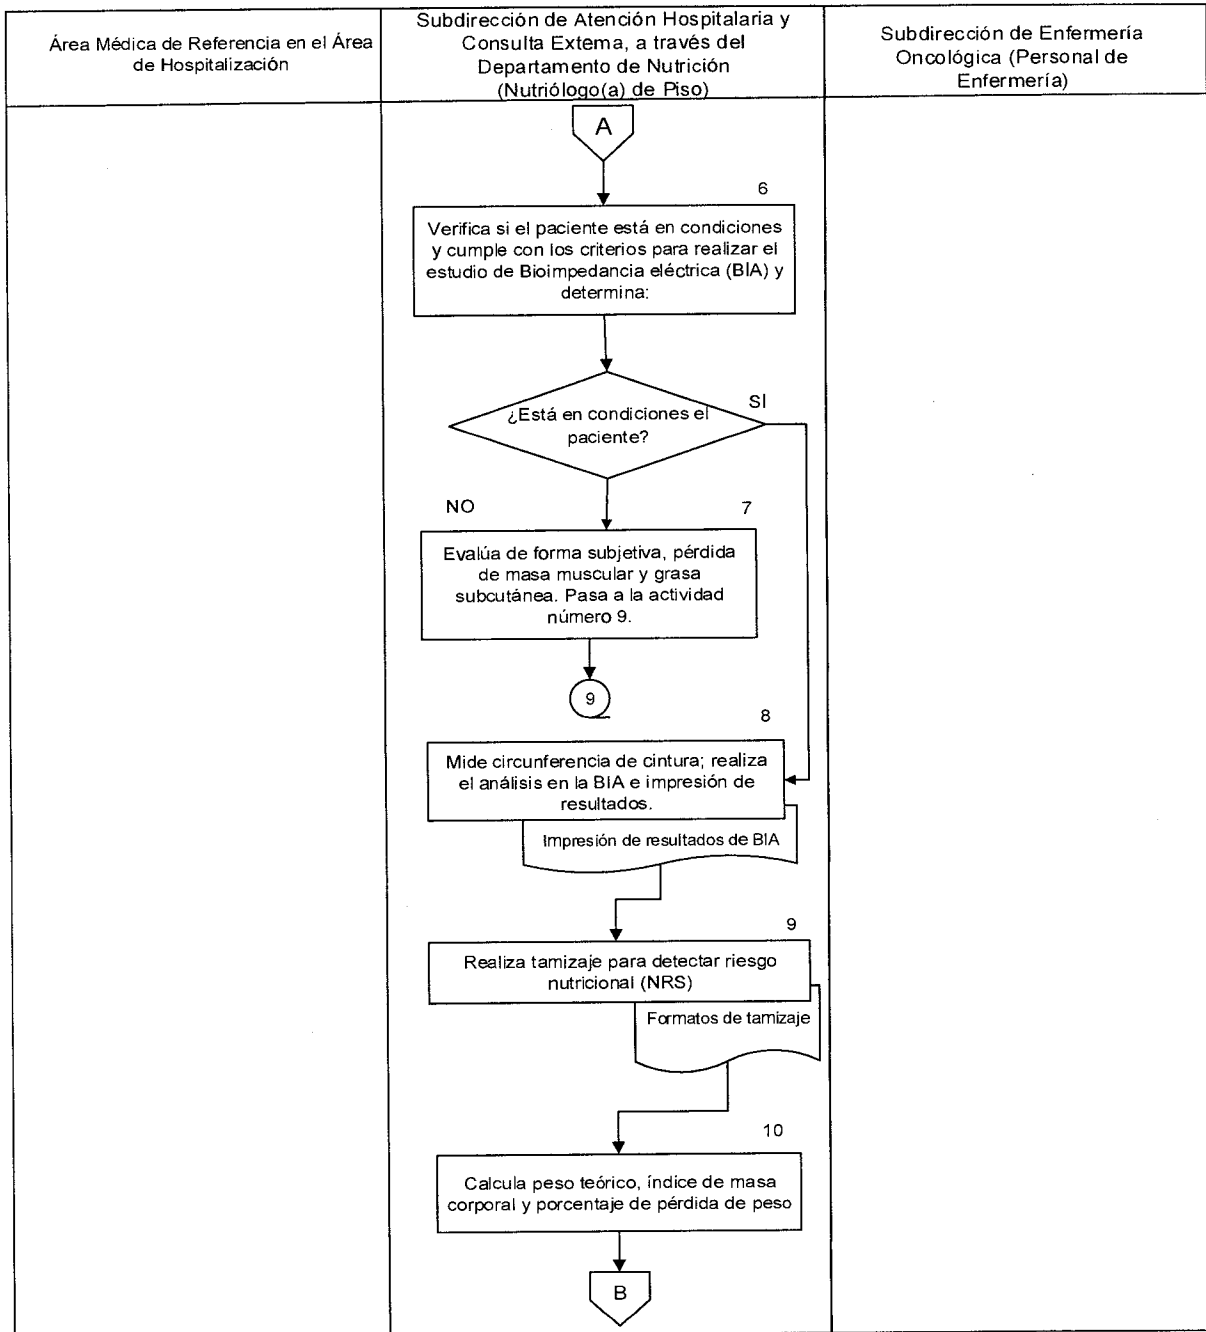 Área Médica de Referencia en el Área
de Hospitalización
Subdirección de Atención Hospitalaria y
Consulta Externa, a través del
Departamento de Nutrición
(Nutriólogo(a) de Piso)
Subdirección de Enfermería
Oncológica (Personal de
Enfermería)
A
6
Verifica si el paciente está en condiciones
y cumple con los criterios para realizar el
estudio de Bioimpedancia eléctrica (BIA) y
determina:
¿Está en condiciones el
paciente?
SI
NO
7
Evalúa de forma subjetiva, pérdida
de masa muscular y grasa
subcutánea. Pasa a la actividad
número 9.
9
8
Mide circunferencia de cintura; realiza
el análisis en la BIA e impresión de
resultados.
Impresión de resultados de BIA
9
Realiza tamizaje para detectar riesgo
nutricional (NRS)
Formatos de tamizaje
10
Calcula peso teórico, índice de masa
corporal y porcentaje de pérdida de peso
B